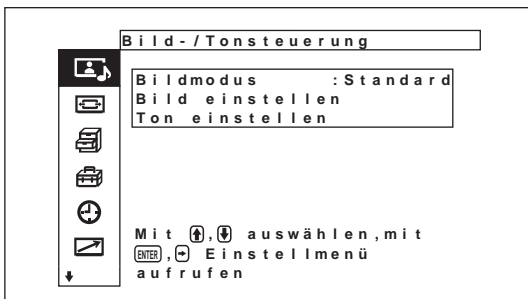 Bild-/Tonsteuerung
Bildmodus :Standard
Bild einstellen
Ton einstellen
Mit ↑,↓ auswählen,mit
ENTER,→ Einstellmenü
aufrufen